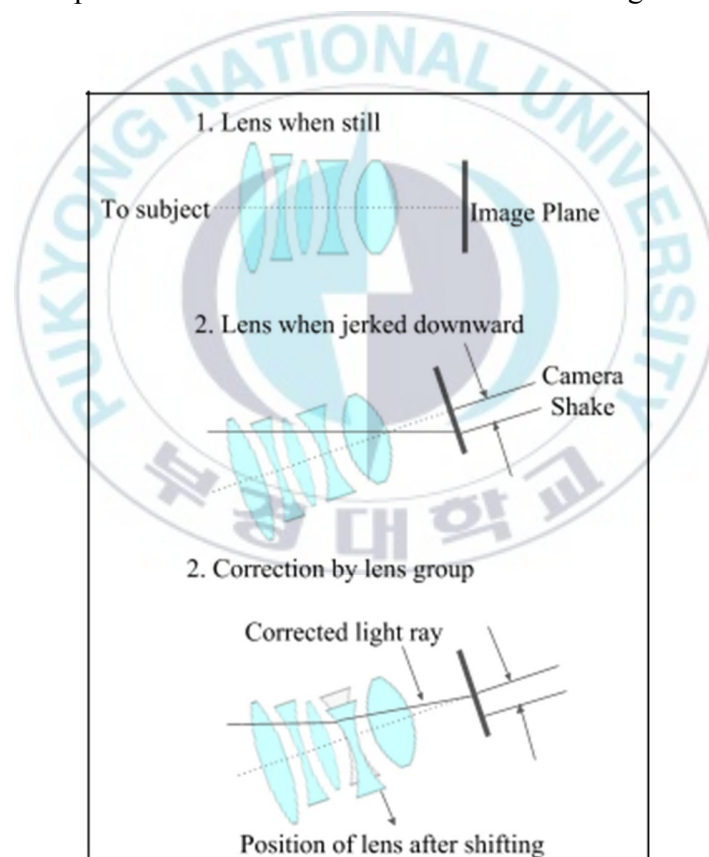 PUKYONG NATIONAL UNIVERSITY
1. Lens when still
To subject
Image Plane
2. Lens when jerked downward
Camera
Shake
부경대학교
2. Correction by lens group
Corrected light ray
Position of lens after shifting